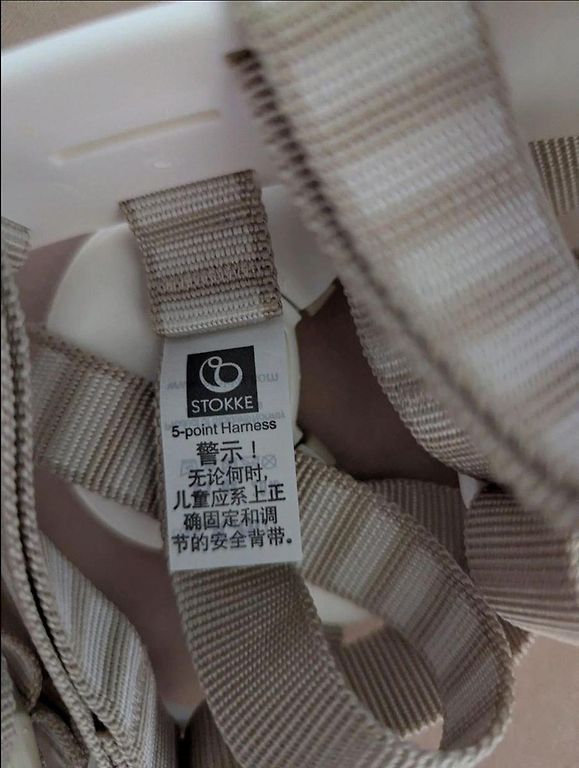 STOKKE
5-point Harness
警示！
无论何时,
儿童应系上正
确固定和调
节的安全背带。